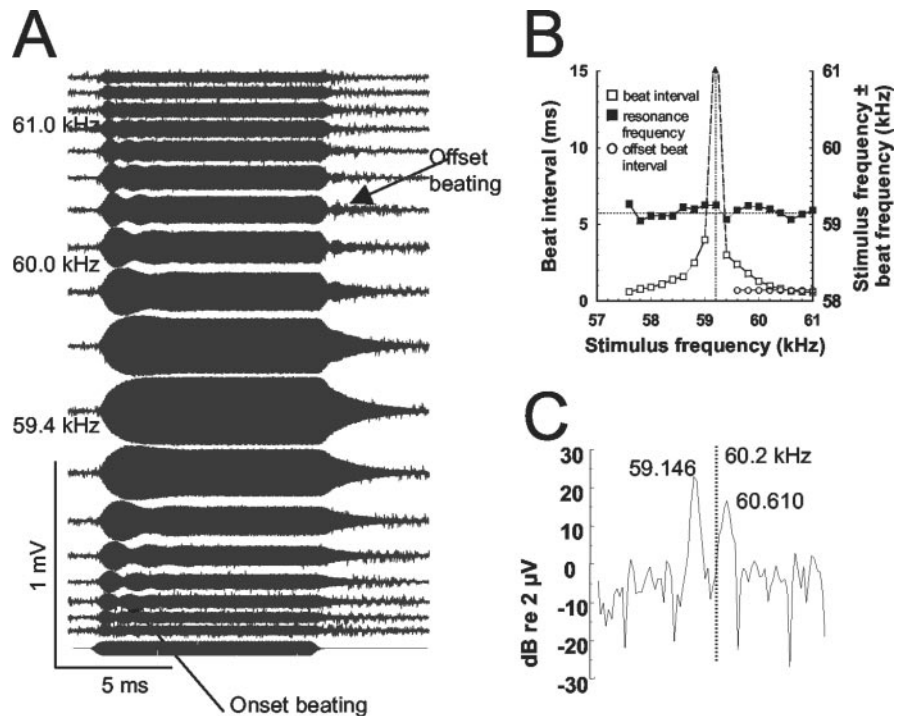 A
61.0 kHz
Offset
beating
60.0 kHz
59.4 kHz
1 mV
5 ms
Onset beating
B
15
10
5
0
Beat interval (ms)
beat interval
resonance
frequency
offset beat
interval
61
60
59
58
Stimulus frequency ±
beat frequency (kHz)
57 58 59 60 61
Stimulus frequency (kHz)
C
30
20
10
0
-10
-20
-30
dB re 2 µV
59.146
60.2 kHz
60.610